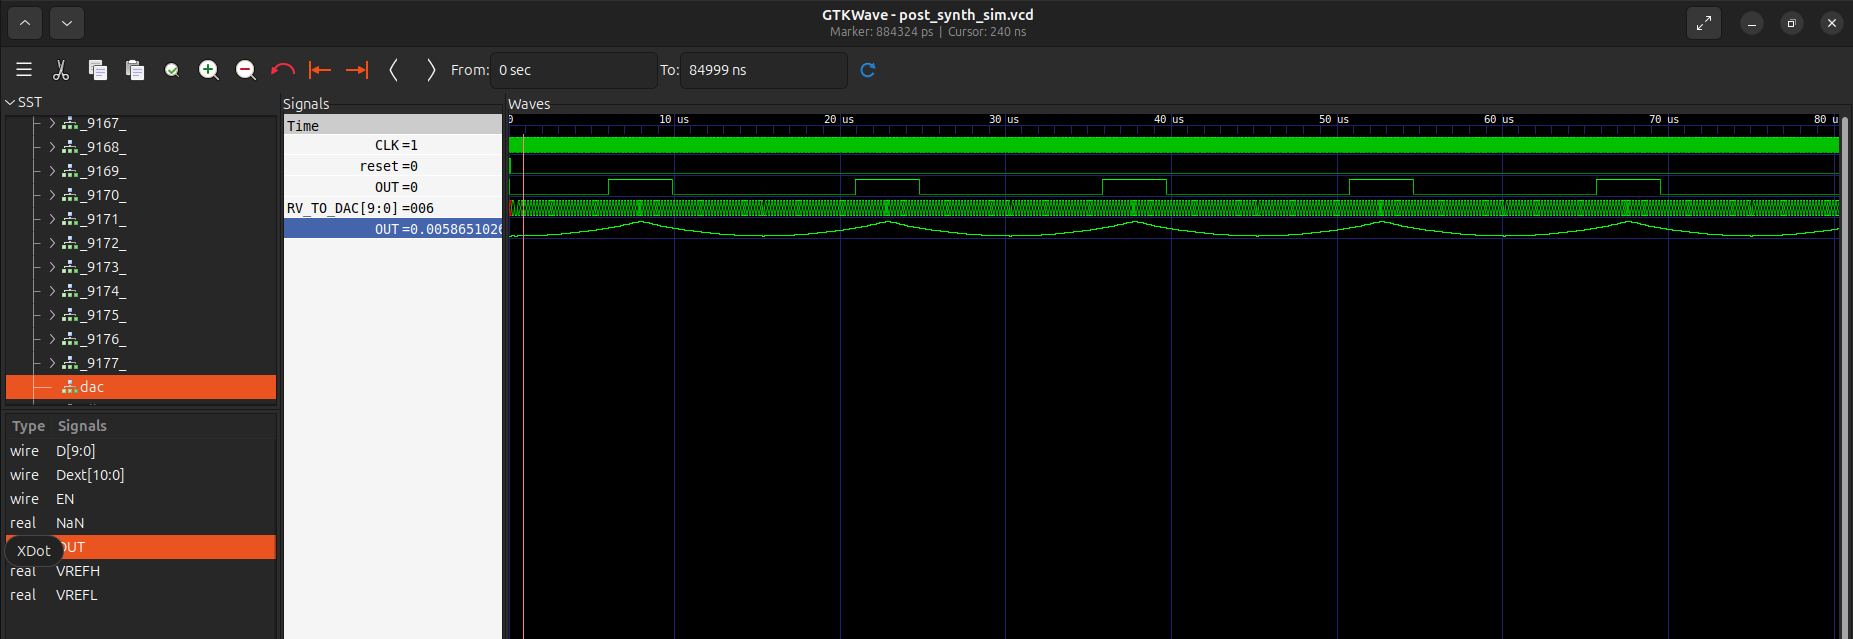 GTKWave - post_synth_sim.vcd
Marker: 884324 ps | Cursor: 240 ns
From: 0 sec To: 84999 ns
SST
_9167_
_9168_
_9169_
_9170_
_9171_
_9172_
_9173_
_9174_
_9175_
_9176_
_9177_
dac
Type Signals
wire D[9:0]
wire Dext[10:0]
wire EN
real NaN
XDot OUT
real VREFH
real VREFL
Signals
Time
CLK=1
reset=0
OUT=0
RV_TO_DAC[9:0]=006
OUT=0.0058651026
Waves
0 10 us 20 us 30 us 40 us 50 us 60 us 70 us 80 u